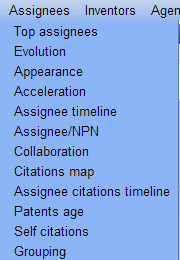 Assignees Inventors Agen
Top assignees
Evolution
Appearance
Acceleration
Assignee timeline
Assignee/NPN
Collaboration
Citations map
Assignee citations timeline
Patents age
Self citations
Grouping